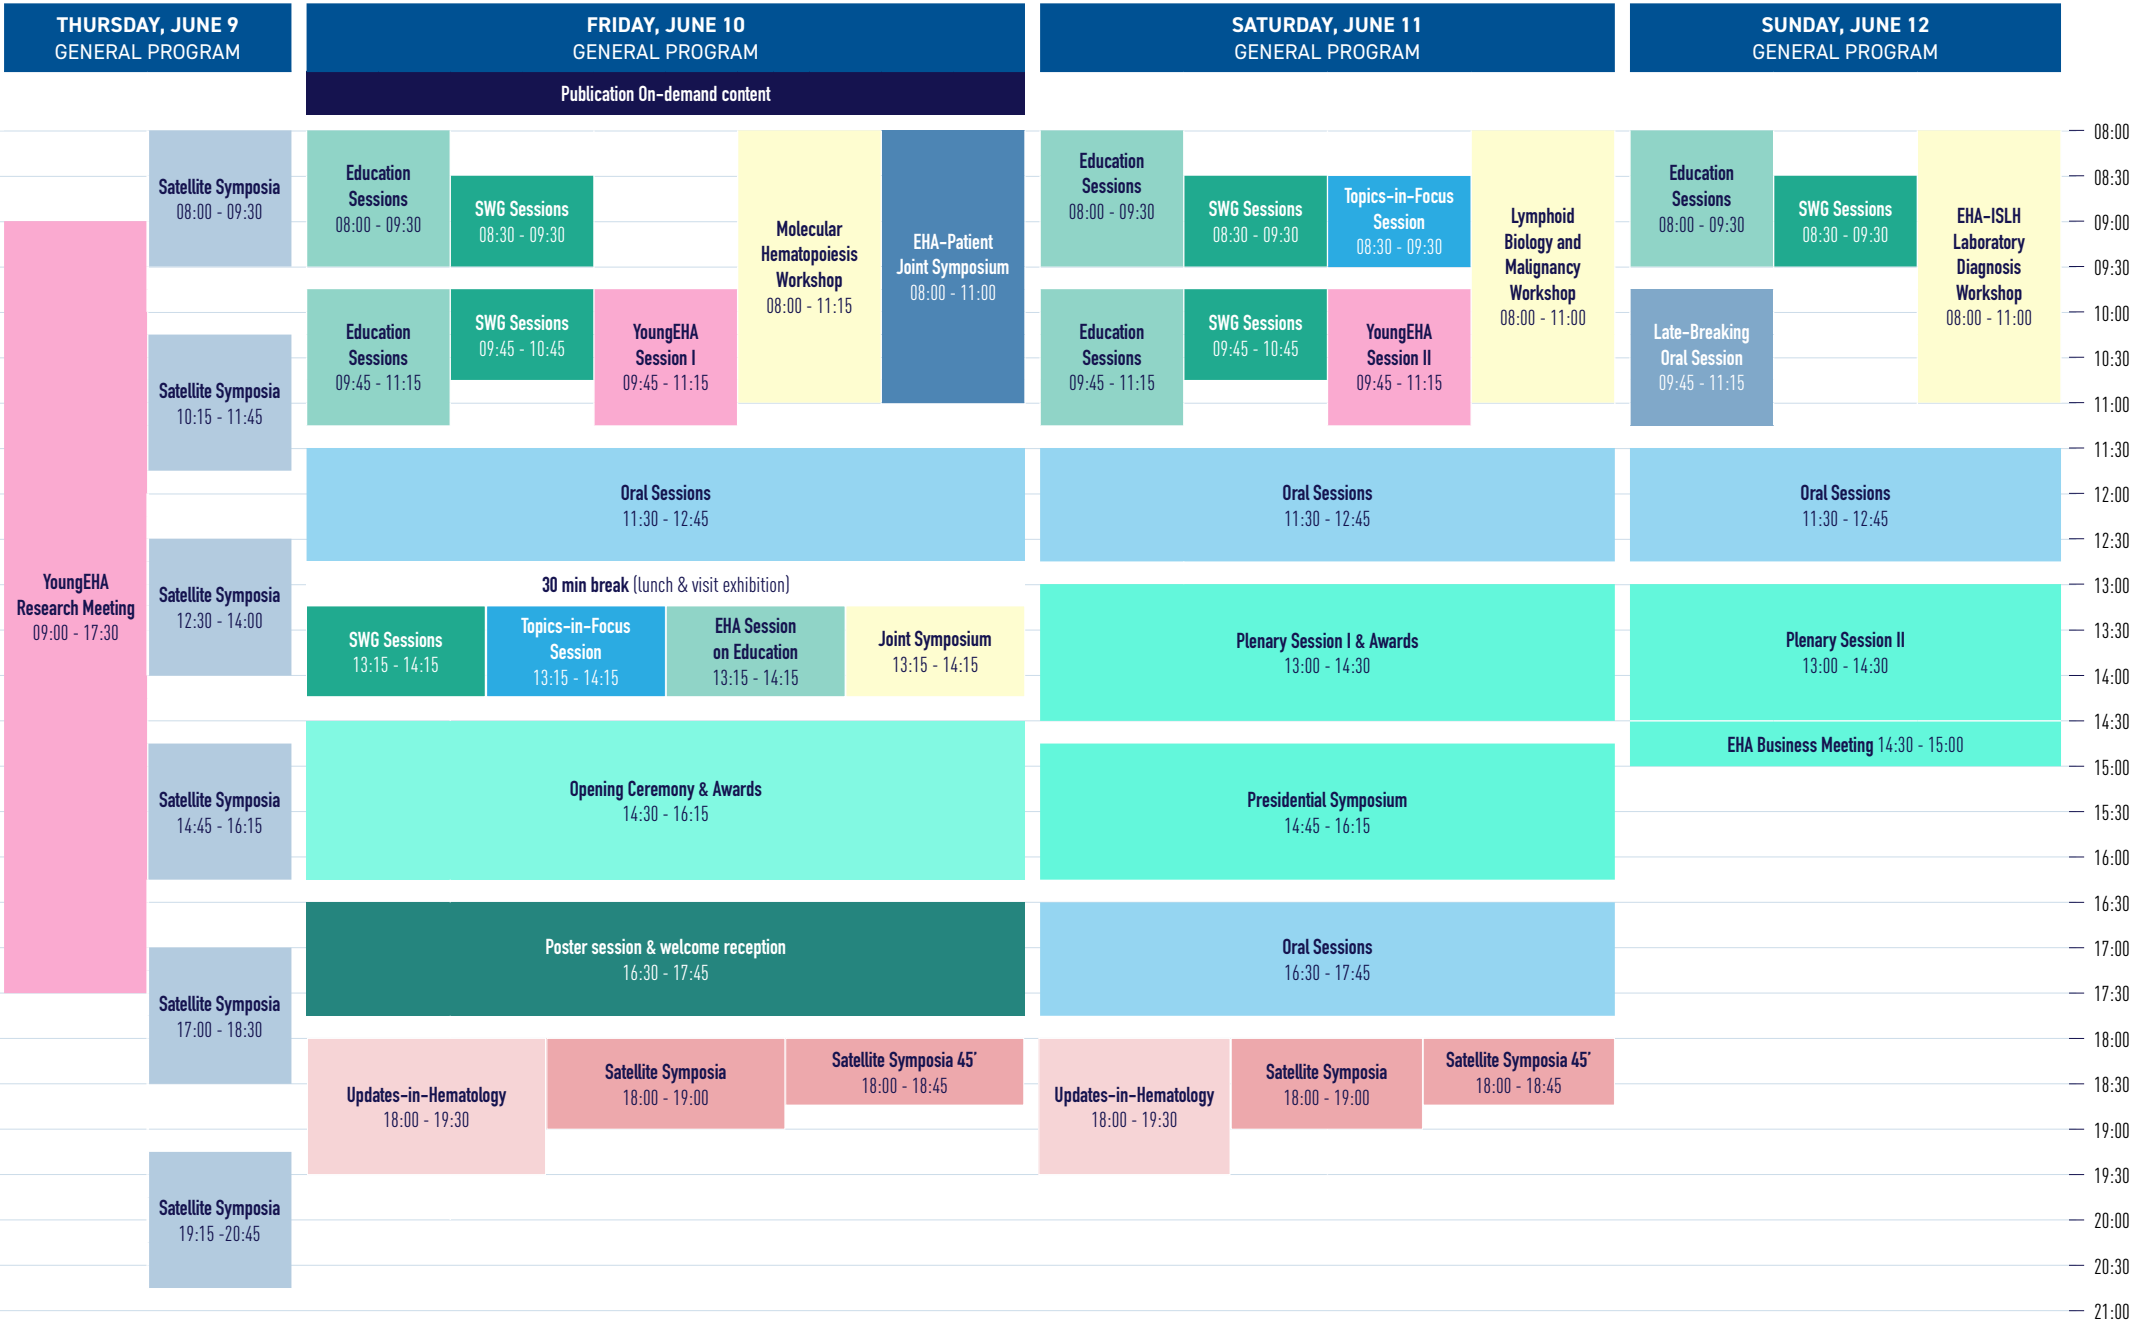 THURSDAY, JUNE 9
GENERAL PROGRAM
Satellite Symposia
08:00 - 09:30
YoungEHA
Research Meeting
09:00 - 17:30
Satellite Symposia
10:15 - 11:45
Satellite Symposia
12:30 - 14:00
Satellite Symposia
14:45 - 16:15
Satellite Symposia
17:00 - 18:30
Satellite Symposia
19:15 -20:45
FRIDAY, JUNE 10
GENERAL PROGRAM
Publication On-demand content
Education
Sessions
08:00 - 09:30
SWG Sessions
08:30 - 09:30
Molecular
Hematopoiesis
Workshop
08:00 - 11:15
EHA-Patient
Joint Symposium
08:00 - 11:00
Education
Sessions
09:45 - 11:15
SWG Sessions
09:45 - 10:45
YoungEHA
Session I
09:45 - 11:15
Oral Sessions
11:30 - 12:45
30 min break (lunch & visit exhibition)
SWG Sessions
13:15 - 14:15
Topics-in-Focus
Session
13:15 - 14:15
EHA Session
on Education
13:15 - 14:15
Joint Symposium
13:15 - 14:15
Opening Ceremony & Awards
14:30 - 16:15
Poster session & welcome reception
16:30 - 17:45
Updates-in-Hematology
18:00 - 19:30
Satellite Symposia
18:00 - 19:00
Satellite Symposia 45'
18:00 - 18:45
SATURDAY, JUNE 11
GENERAL PROGRAM
Education
Sessions
08:00 - 09:30
SWG Sessions
08:30 - 09:30
Topics-in-Focus
Session
08:30 - 09:30
Lymphoid
Biology and
Malignancy
Workshop
08:00 - 11:00
Education
Sessions
09:45 - 11:15
SWG Sessions
09:45 - 10:45
YoungEHA
Session II
09:45 - 11:15
Oral Sessions
11:30 - 12:45
Plenary Session I & Awards
13:00 - 14:30
Presidential Symposium
14:45 - 16:15
Oral Sessions
16:30 - 17:45
Updates-in-Hematology
18:00 - 19:30
Satellite Symposia
18:00 - 19:00
Satellite Symposia 45'
18:00 - 18:45
SUNDAY, JUNE 12
GENERAL PROGRAM
Education
Sessions
08:00 - 09:30
SWG Sessions
08:30 - 09:30
EHA-ISLH
Laboratory
Diagnosis
Workshop
08:00 - 11:00
Late-Breaking
Oral Session
09:45 - 11:15
Oral Sessions
11:30 - 12:45
Plenary Session II
13:00 - 14:30
EHA Business Meeting 14:30 - 15:00
08:00
08:30
09:00
09:30
10:00
10:30
11:00
11:30
12:00
12:30
13:00
13:30
14:00
14:30
15:00
15:30
16:00
16:30
17:00
17:30
18:00
18:30
19:00
19:30
20:00
20:30
21:00